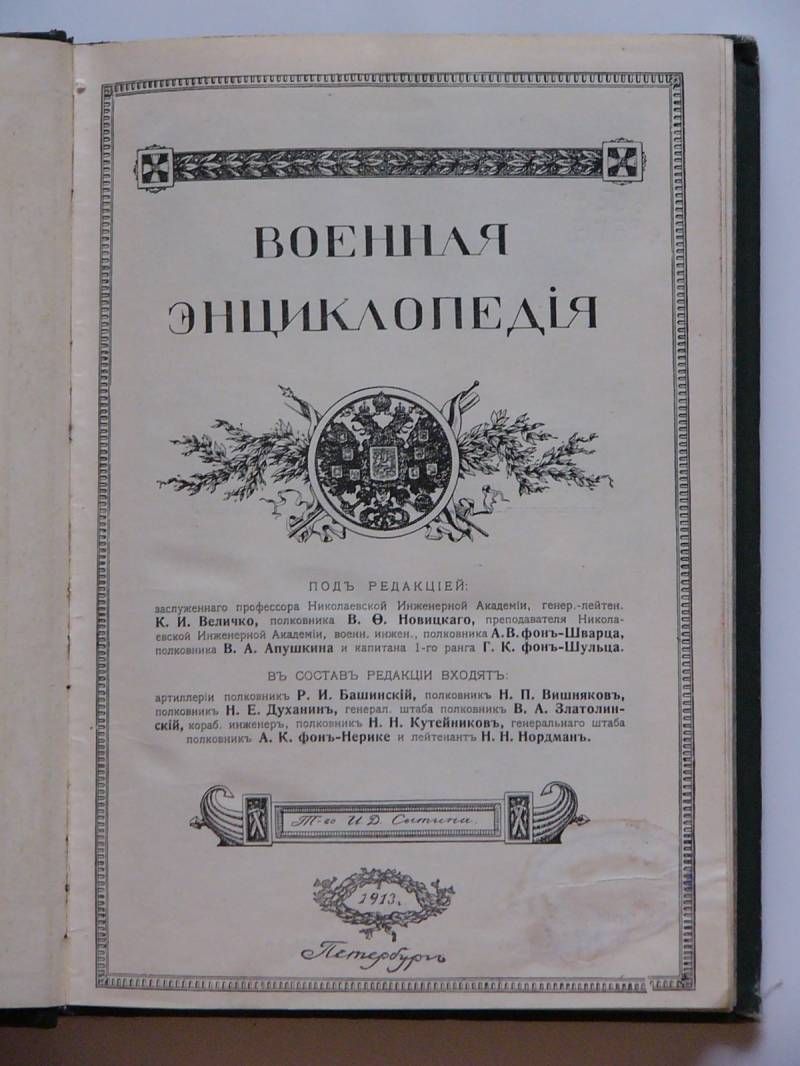 ВОЕННАЯ
ЭНЦИКЛОПЕДІЯ
ПОДЪ РЕДАКЦІЕЙ:
заслуженнаго профессора Николаевской Инженерной Академіи, генер.-лейтен.
К. И. Величко, полковника В. Ѳ. Новицкаго, преподавателя Никола-
евской Инженерной Академіи, военн. инжен., полковника А.В.фонъ-Шварца,
полковника В. А. Апушкина и капитана 1-го ранга Г. К. фонъ-Шульца.
ВЪ СОСТАВЪ РЕДАКЦІИ ВХОДЯТЪ:
артиллеріи полковникъ Р. И. Башинскій, полковникъ Н. П. Вишняковъ,
полковникъ Н. Е. Духанинъ, генерал. штаба полковникъ В. А. Златолин-
скій, кораб. инженеръ, полковникъ Н. Н. Кутейниковъ, генеральнаго штаба
полковникъ А. К. фонъ-Нерике и лейтенантъ Н. Н. Нордманъ.
Т-во И. Д. Сытина.
1913 г.
Петербургъ